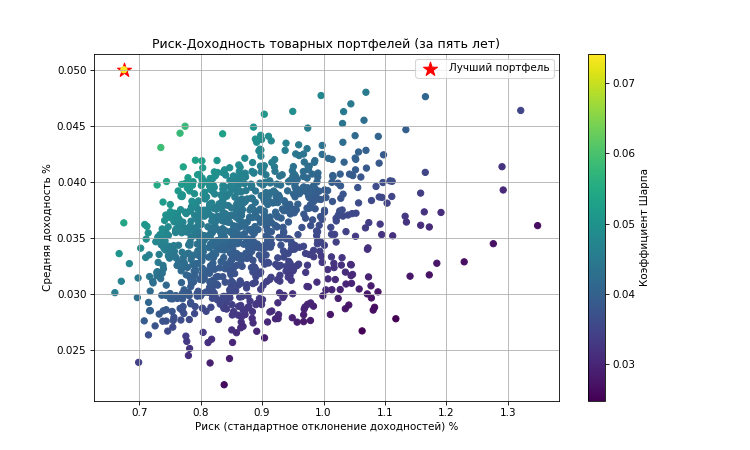 Риск-Доходность товарных портфелей (за пять лет)
Лучший портфель
0.050
0.045
0.040
0.035
0.030
0.025
Средняя доходность %
0.7 0.8 0.9 1.0 1.1 1.2 1.3
Риск (стандартное отклонение доходностей) %
0.07
0.06
0.05
0.04
0.03
Коэффициент Шарпа